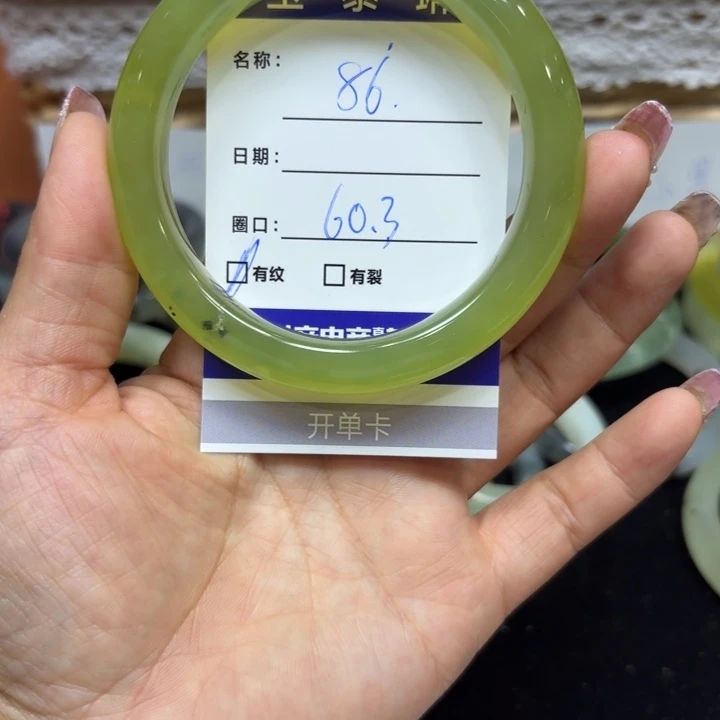 名称: 86.
日期:
圈口: 60.3
有纹 有裂
开单卡